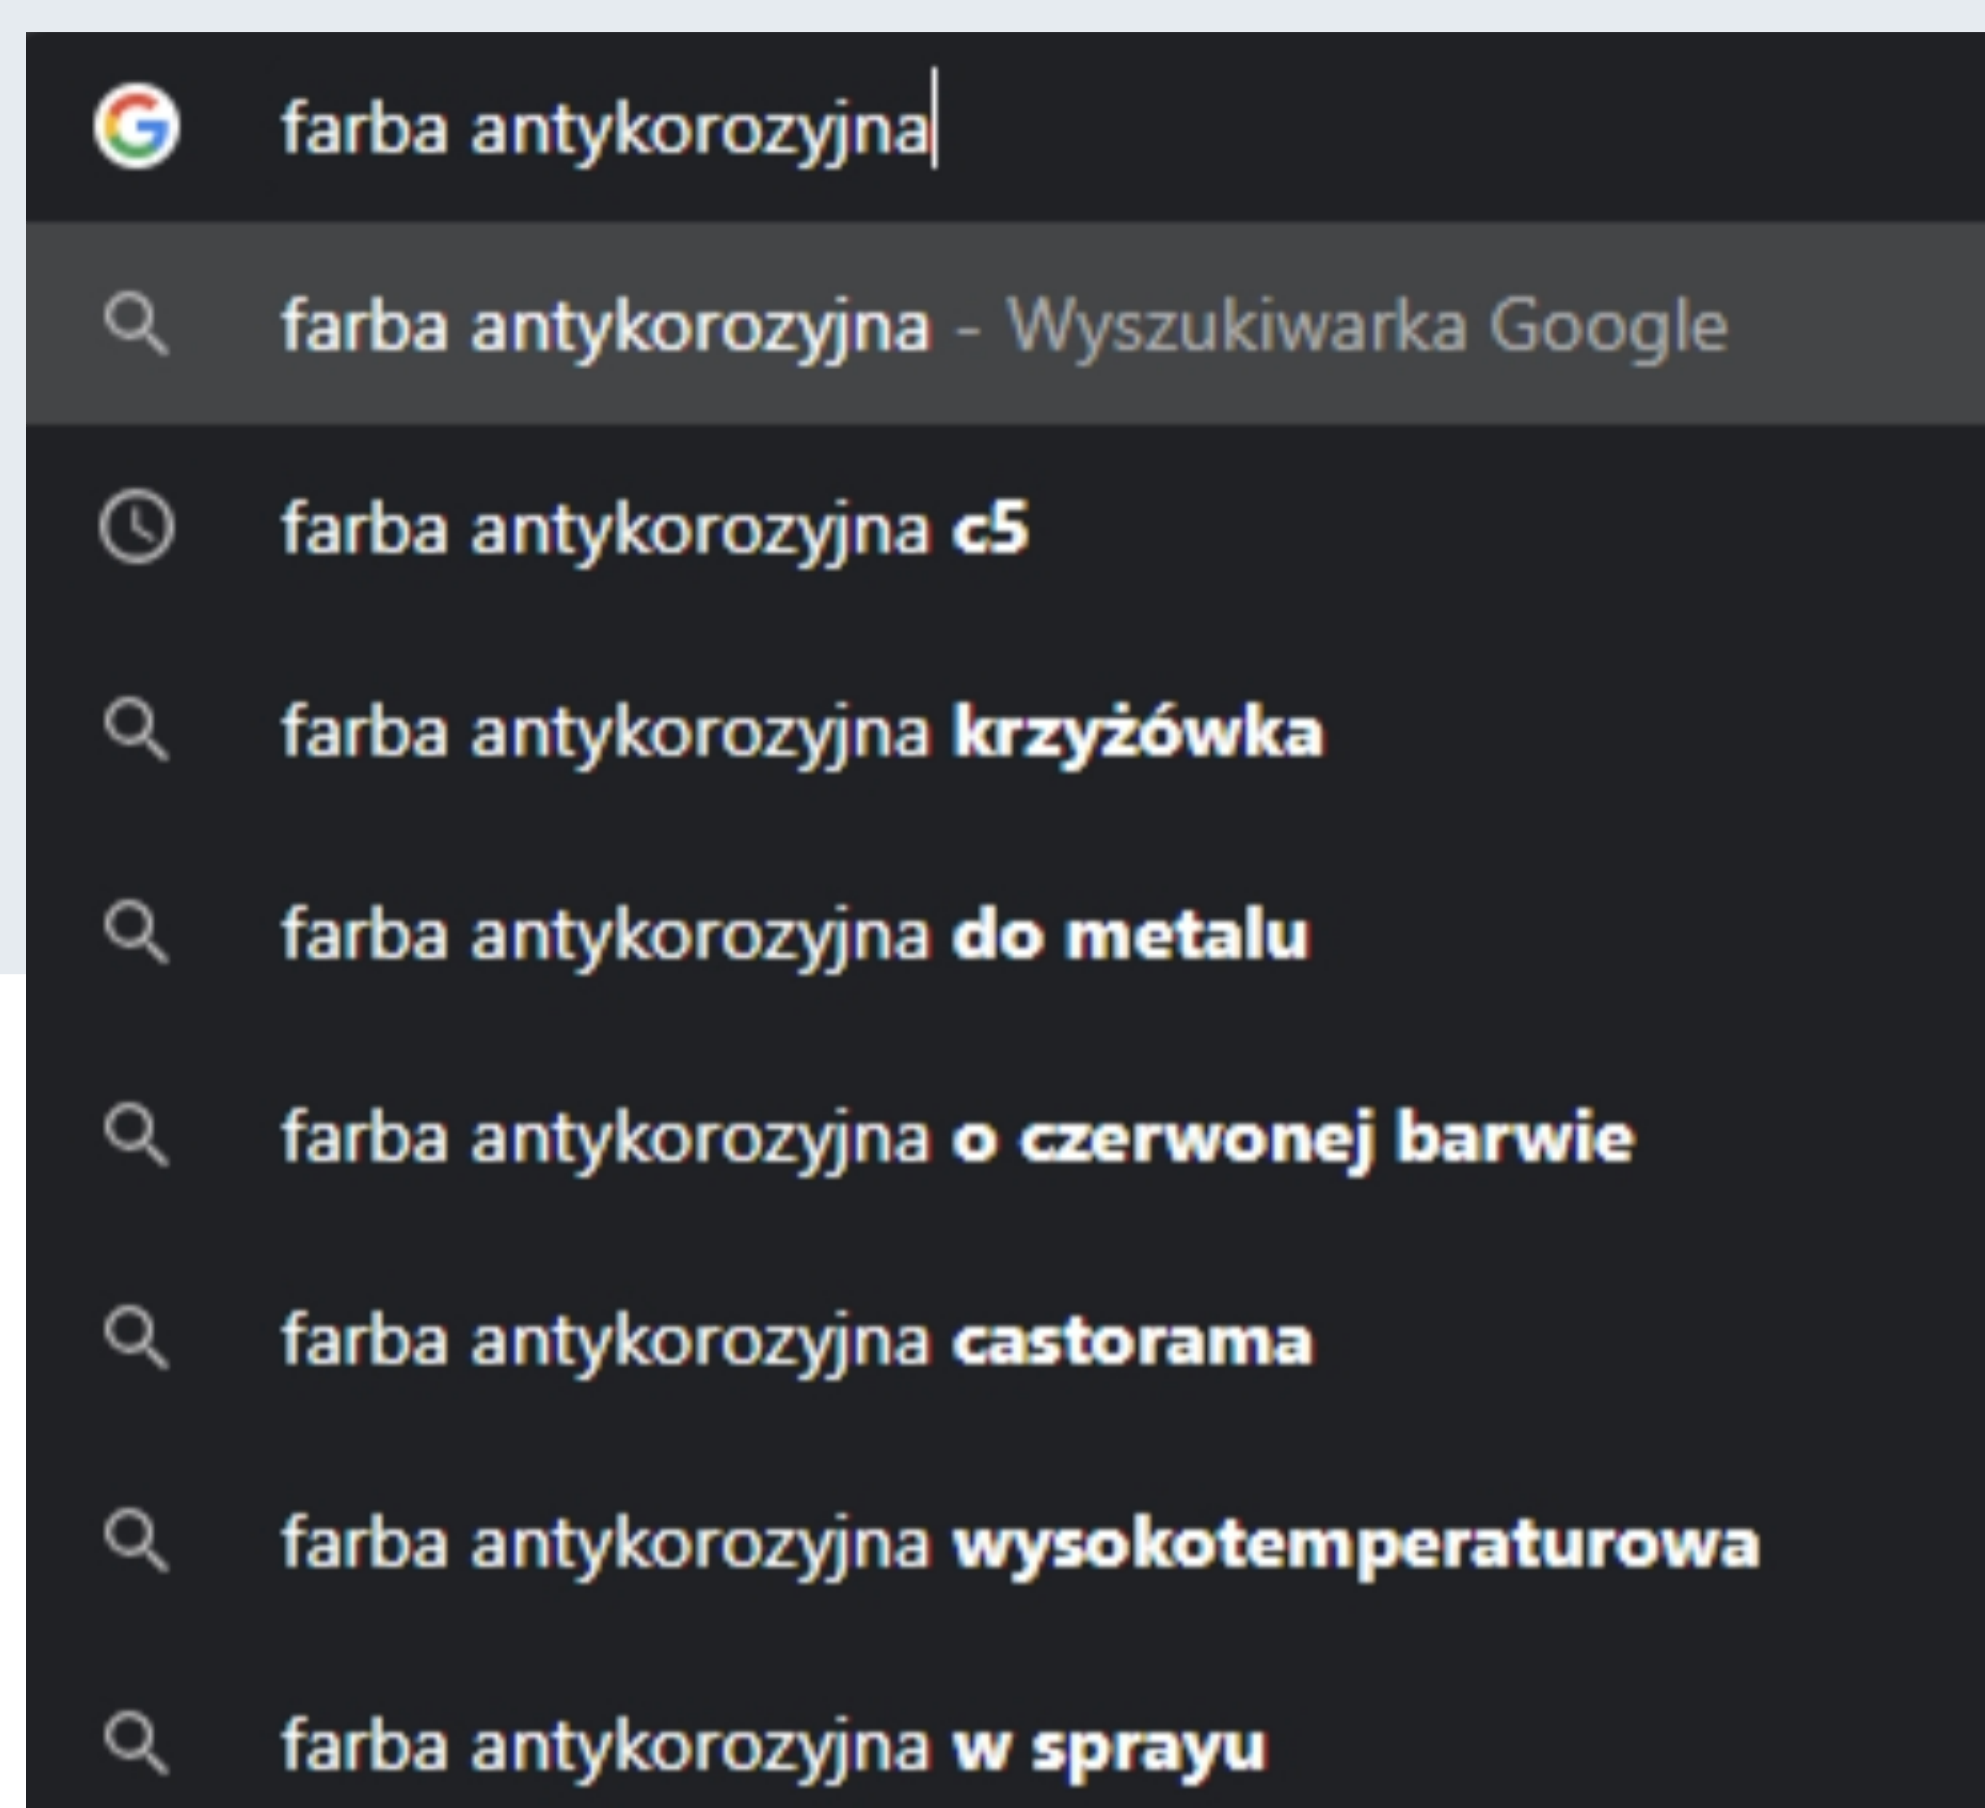 farba antykorozyjna
farba antykorozyjna - Wyszukiwarka Google
farba antykorozyjna c5
farba antykorozyjna krzyżówka
farba antykorozyjna do metalu
farba antykorozyjna o czerwonej barwie
farba antykorozyjna castorama
farba antykorozyjna wysokotemperaturowa
farba antykorozyjna w sprayu